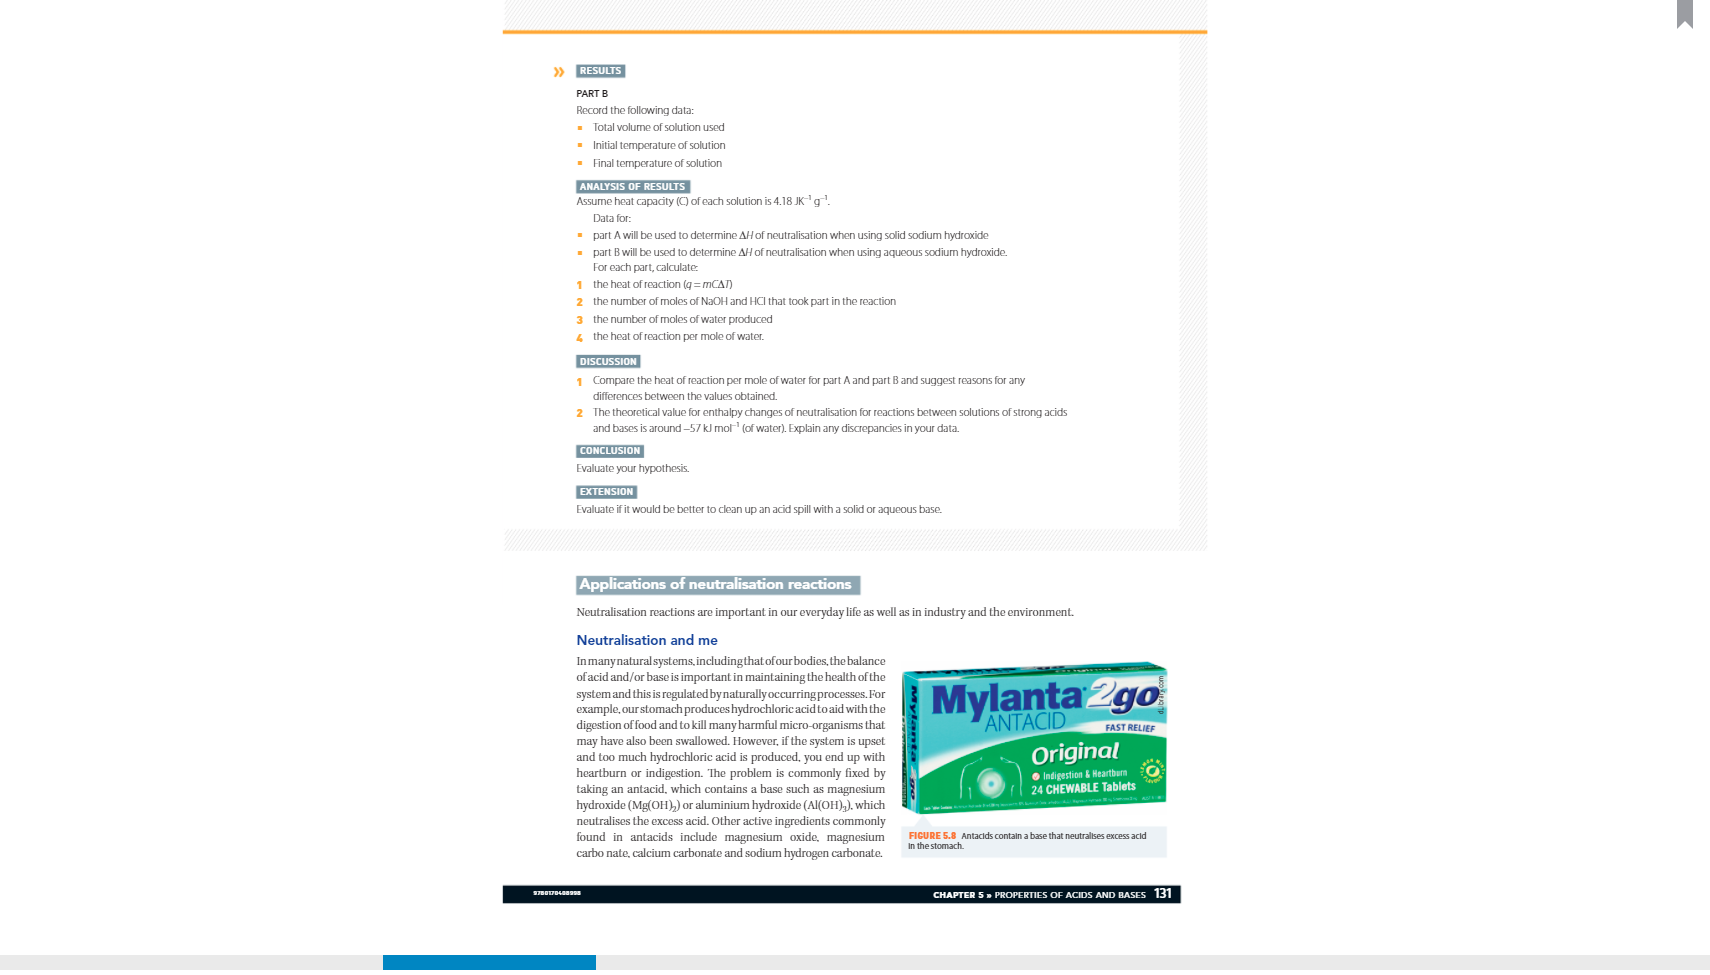 » RESULTS
PART B
Record the following data:
▪ Total volume of solution used
▪ Initial temperature of solution
▪ Final temperature of solution
ANALYSIS OF RESULTS
Assume heat capacity (C) of each solution is 4.18 JK⁻¹ g⁻¹.
Data for:
▪ part A will be used to determine ΔH of neutralisation when using solid sodium hydroxide
▪ part B will be used to determine ΔH of neutralisation when using aqueous sodium hydroxide.
For each part, calculate:
1 the heat of reaction (q = mCΔT)
2 the number of moles of NaOH and HCl that took part in the reaction
3 the number of moles of water produced
4 the heat of reaction per mole of water.
DISCUSSION
1 Compare the heat of reaction per mole of water for part A and part B and suggest reasons for any
differences between the values obtained.
2 The theoretical value for enthalpy changes of neutralisation for reactions between solutions of strong acids
and bases is around –57 kJ mol⁻¹ (of water). Explain any discrepancies in your data.
CONCLUSION
Evaluate your hypothesis.
EXTENSION
Evaluate if it would be better to clean up an acid spill with a solid or aqueous base.
Applications of neutralisation reactions
Neutralisation reactions are important in our everyday life as well as in industry and the environment.
Neutralisation and me
In many natural systems, including that of our bodies, the balance
of acid and/or base is important in maintaining the health of the
system and this is regulated by naturally occurring processes. For
example, our stomach produces hydrochloric acid to aid with the
digestion of food and to kill many harmful micro-organisms that
may have also been swallowed. However, if the system is upset
and too much hydrochloric acid is produced, you end up with
heartburn or indigestion. The problem is commonly fixed by
taking an antacid, which contains a base such as magnesium
hydroxide (Mg(OH)₂) or aluminium hydroxide (Al(OH)₃), which
neutralises the excess acid. Other active ingredients commonly
found in antacids include magnesium oxide, magnesium
carbo nate, calcium carbonate and sodium hydrogen carbonate.
Mylanta 2go
ANTACID
FAST RELIEF
Original
Indigestion & Heartburn
24 CHEWABLE Tablets
Mylanta 2go
FIGURE 5.8 Antacids contain a base that neutralises excess acid
in the stomach.
CHAPTER 5 » PROPERTIES OF ACIDS AND BASES 131